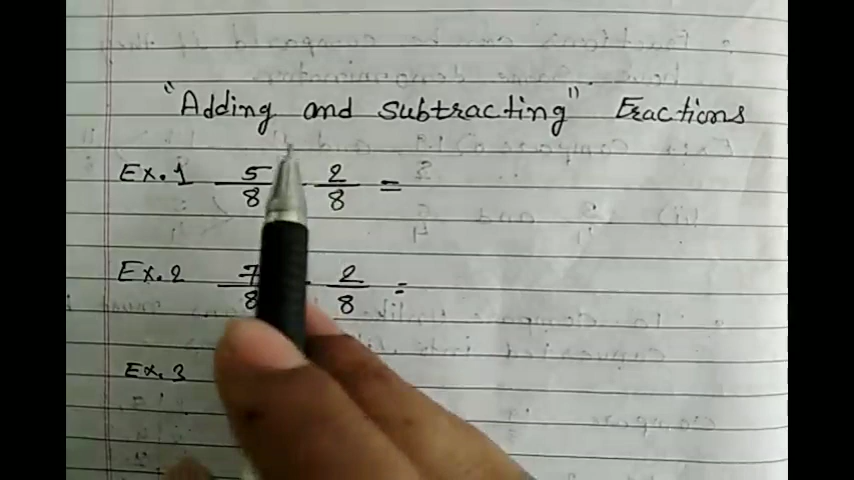 "Adding and subtracting" Fractions
Ex.1 5/8 2/8 =
Ex.2 7/8 - 2/8 =
Ex.3